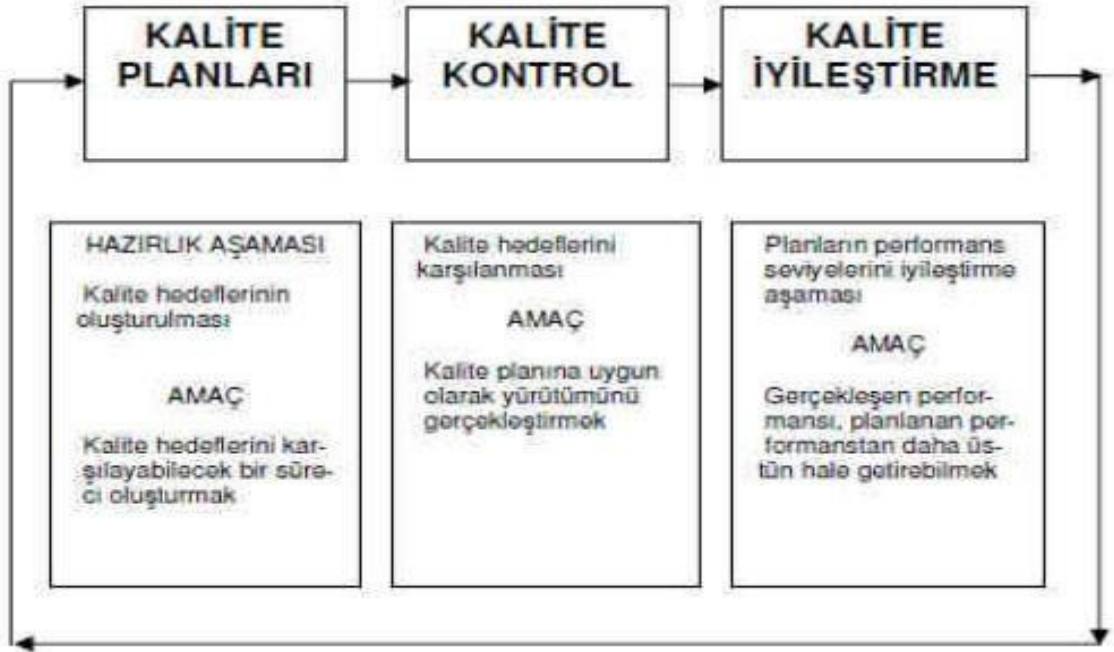 KALİTE
PLANLARI
KALİTE
KONTROL
KALİTE
İYİLEŞTİRME
HAZIRLIK AŞAMASI
Kalite hedeflerinin
oluşturulması
AMAÇ
Kalite hedeflerini kar-
şılayabilecek bir süre-
ci oluşturmak
Kalite hedeflerini
karşılanması
AMAÇ
Kalite planına uygun
olarak yürütümünü
gerçekleştirmek
Planların performans
seviyelerini iyileştirme
aşaması
AMAÇ
Gerçekleşen perfor-
mansı, planlanan per-
formanstan daha üs-
tün hale getirebilmek